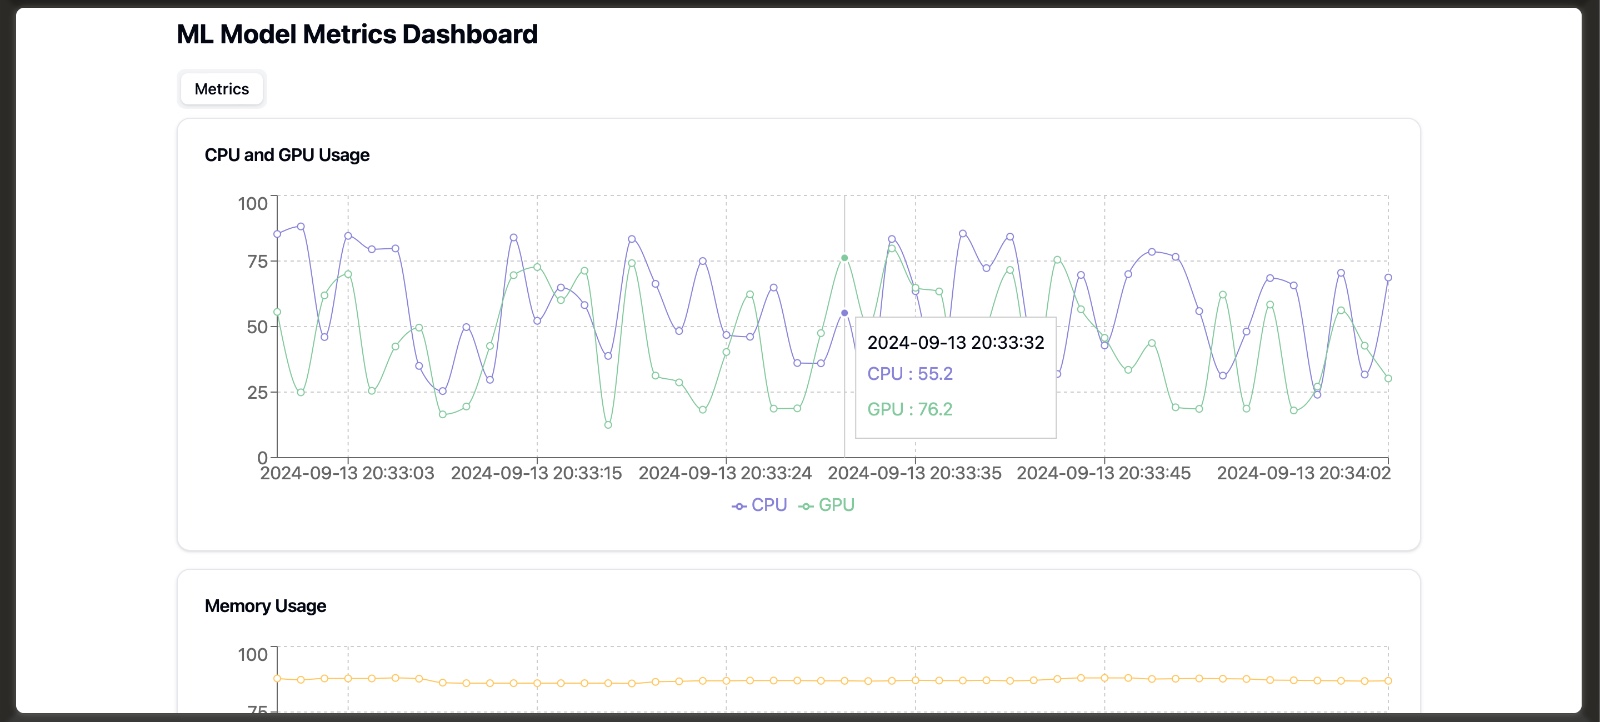 ML Model Metrics Dashboard
Metrics
CPU and GPU Usage
100
75
50
25
0
2024-09-13 20:33:32
CPU : 55.2
GPU : 76.2
2024-09-13 20:33:03 2024-09-13 20:33:15 2024-09-13 20:33:24 2024-09-13 20:33:35 2024-09-13 20:33:45 2024-09-13 20:34:02
CPU GPU
Memory Usage
100
75